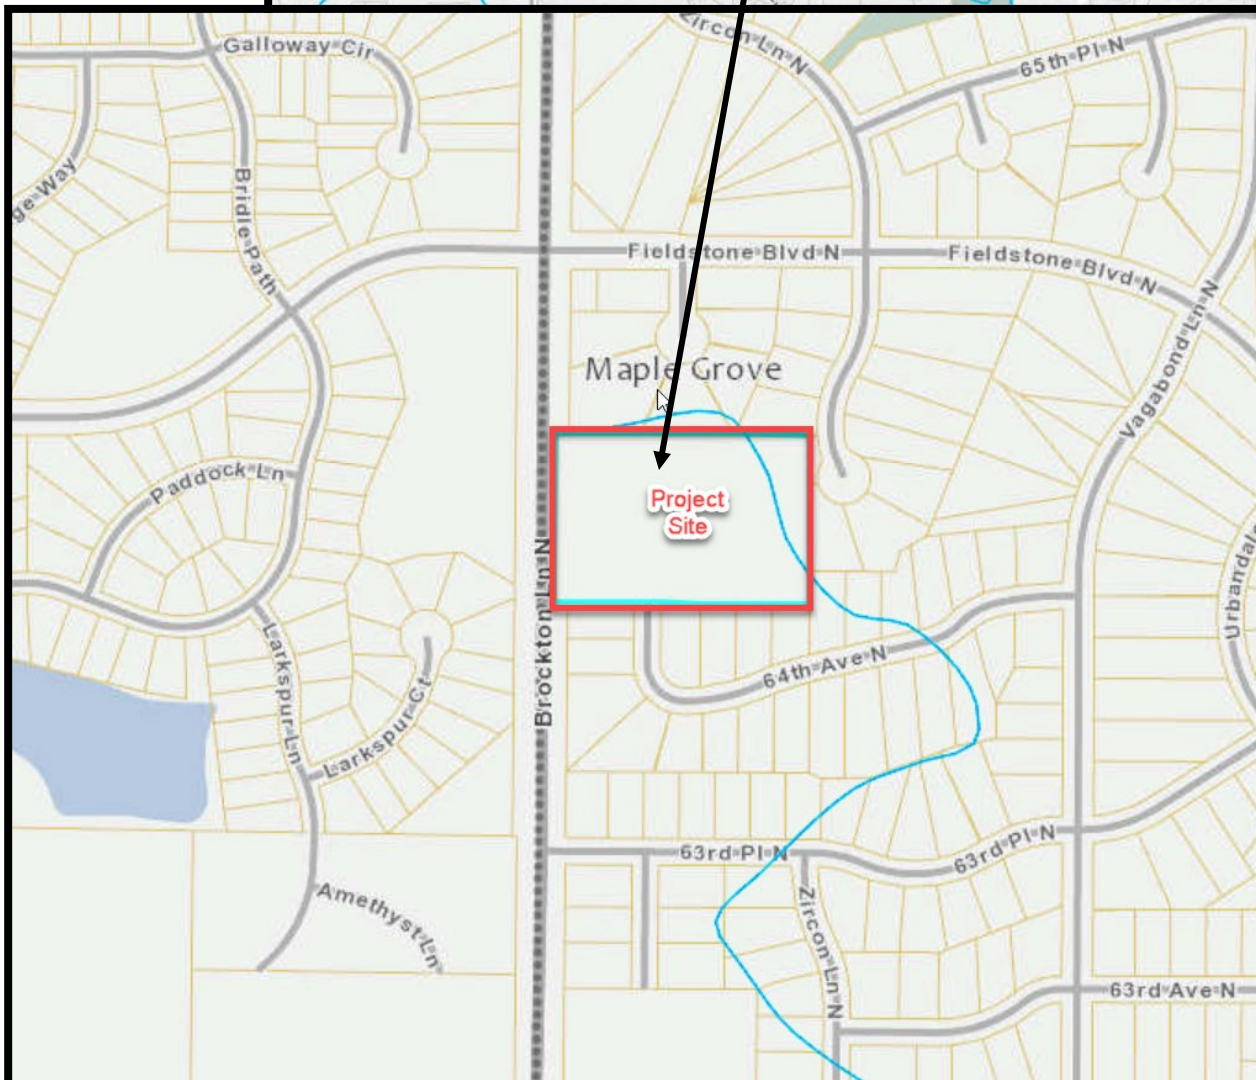 Zircon Ln N
Galloway Cir
65th Pl N
ge Way
Bridle Path
Fieldstone Blvd N
Fieldstone Blvd N
Vagabond Ln N
Maple Grove
Paddock Ln
Project
Site
Brockton Ln N
Urbandale
Larkspur Ln
64th Ave N
Larkspur Ct
63rd Pl N
63rd Pl N
Amethyst Ln
Zircon Ln N
63rd Ave N